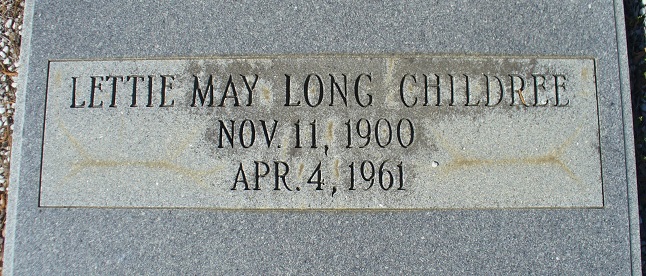 LETTIE MAY LONG CHILDREE
NOV. 11, 1900
APR. 4, 1961